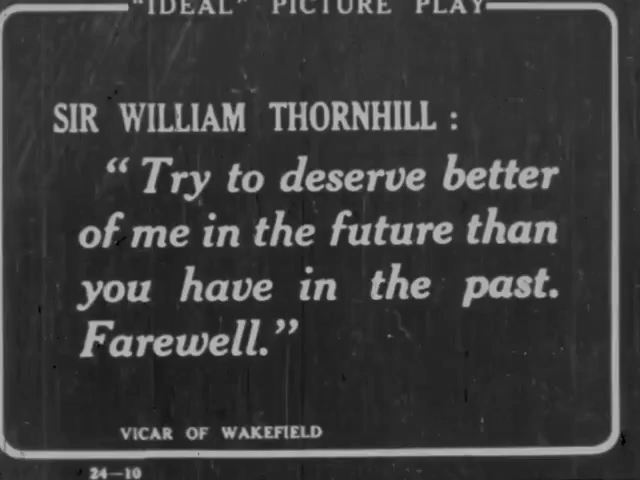 "IDEAL" PICTURE PLAY
SIR WILLIAM THORNHILL :
"Try to deserve better
of me in the future than
you have in the past.
Farewell."
VICAR OF WAKEFIELD
24—10